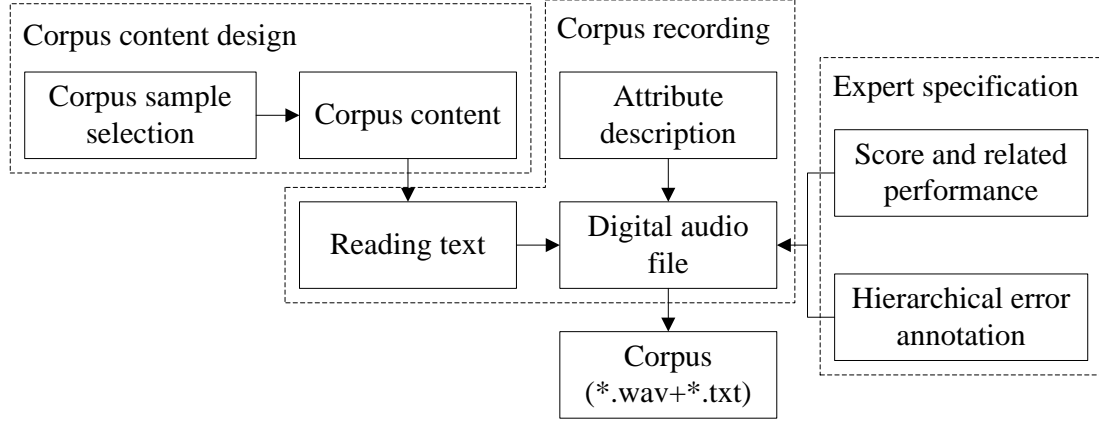 Corpus content design
Corpus sample
selection
Corpus content
Corpus recording
Attribute
description
Reading text
Digital audio
file
Corpus
(*.wav+*.txt)
Expert specification
Score and related
performance
Hierarchical error
annotation